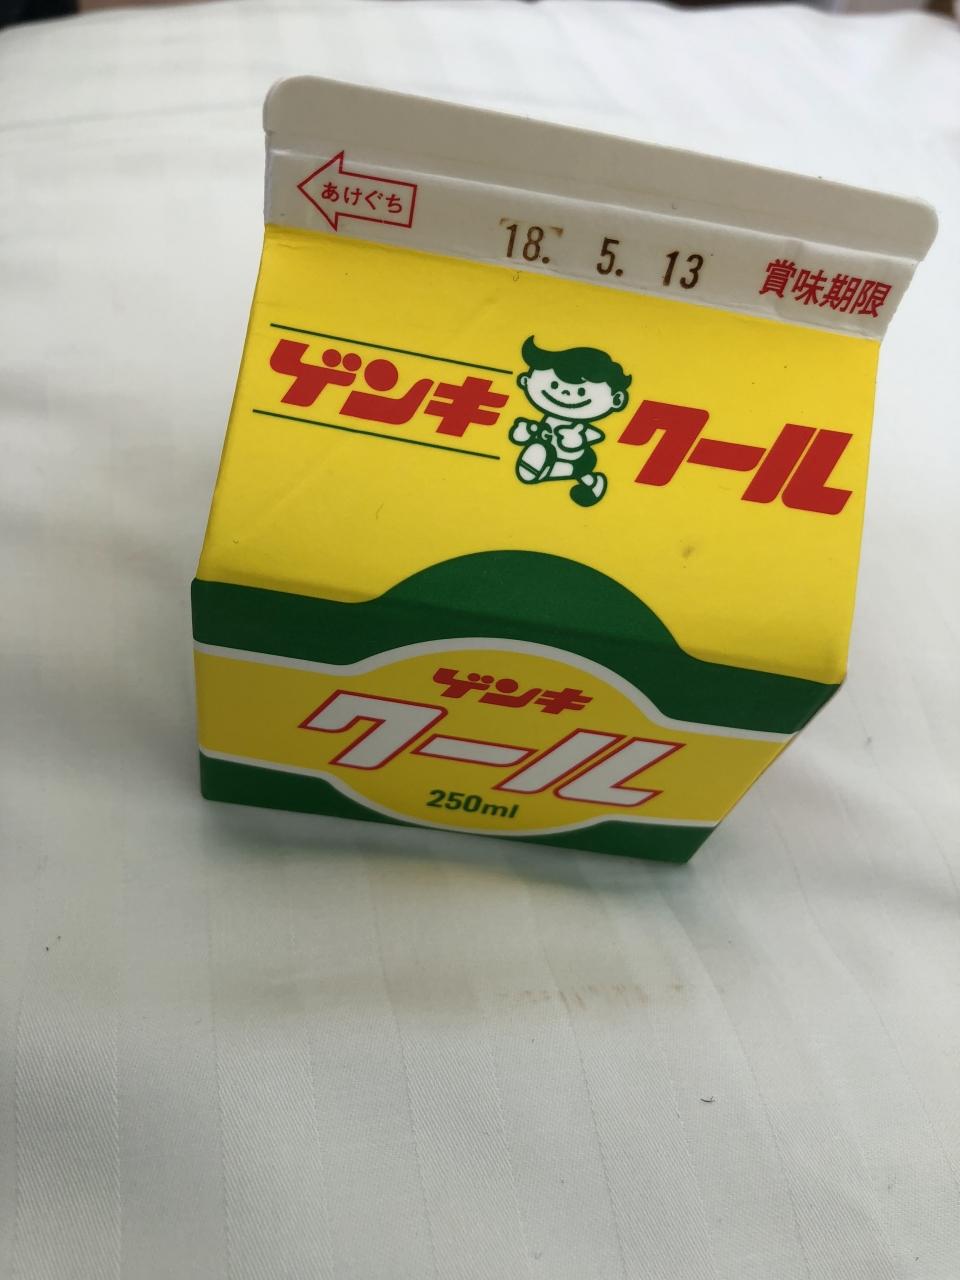 あけぐち
18. 5. 13
賞味期限
ゲンキ クール
ゲンキ
クール
250ml